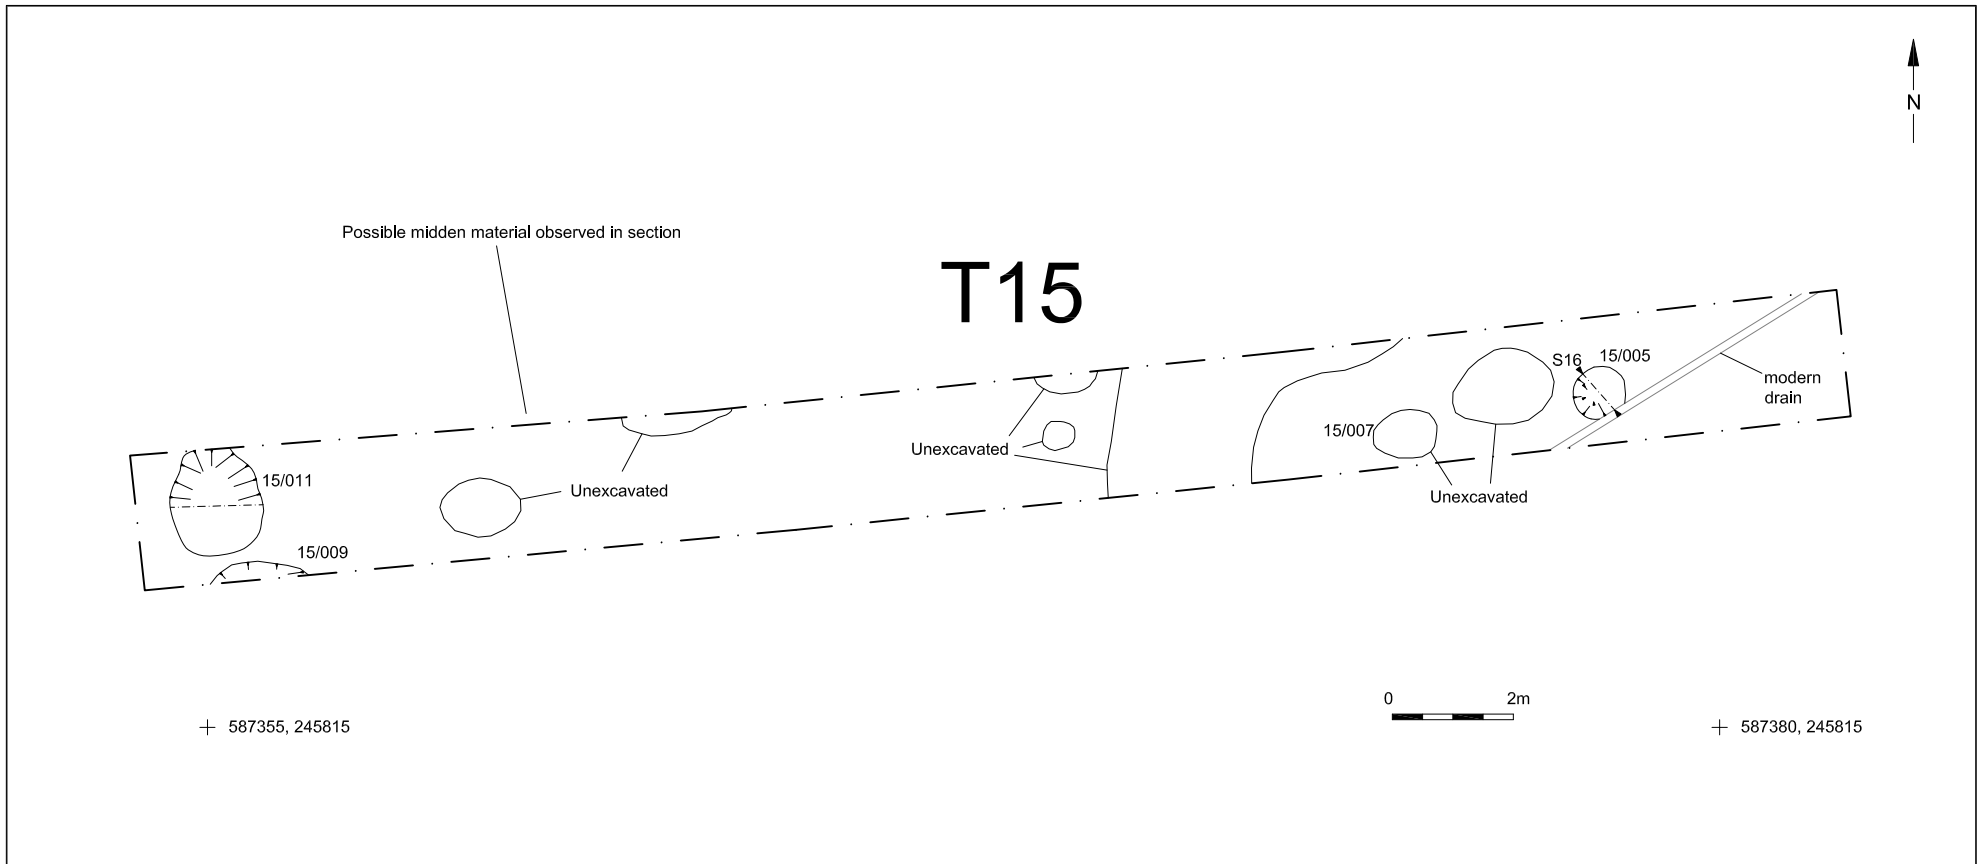 N
Possible midden material observed in section
T15
S16
15/005
modern
drain
15/007
Unexcavated
15/011
Unexcavated
Unexcavated
15/009
0 2m
587355, 245815
587380, 245815